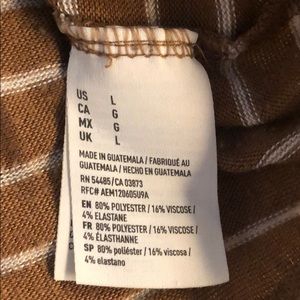 US L
CA G
MX G
UK L
MADE IN GUATEMALA / FABRIQUÉ AU
GUATEMALA / HECHO EN GUATEMALA
RN 54485/CA 03873
RFC# AEM120605U9A
EN 80% POLYESTER / 16% VISCOSE /
4% ELASTANE
FR 80% POLYESTER / 16% VISCOSE /
4% ÉLASTHANNE
SP 80% poliéster / 16% viscosa /
4% elastano